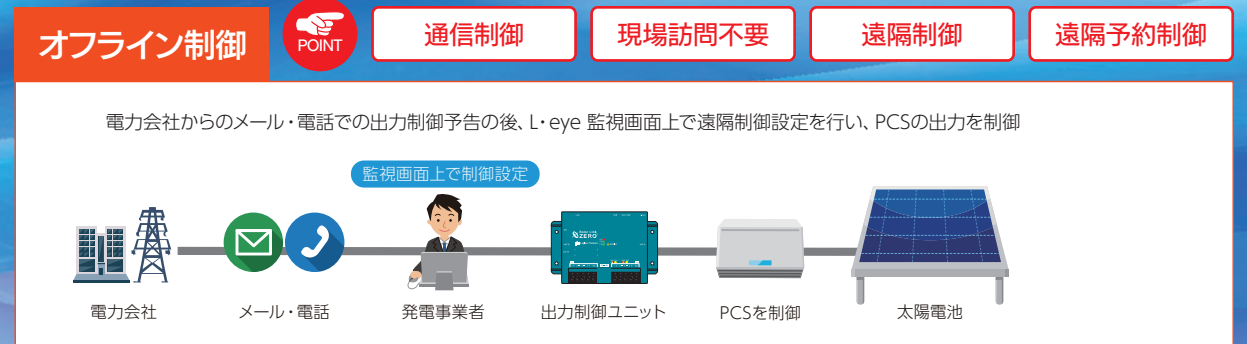 オフライン制御
POINT
通信制御
現場訪問不要
遠隔制御
遠隔予約制御
電力会社からのメール・電話での出力制御予告の後、L・eye 監視画面上で遠隔制御設定を行い、PCSの出力を制御
監視画面上で制御設定
ZERO
電力会社
メール・電話
発電事業者
出力制御ユニット
PCSを制御
太陽電池